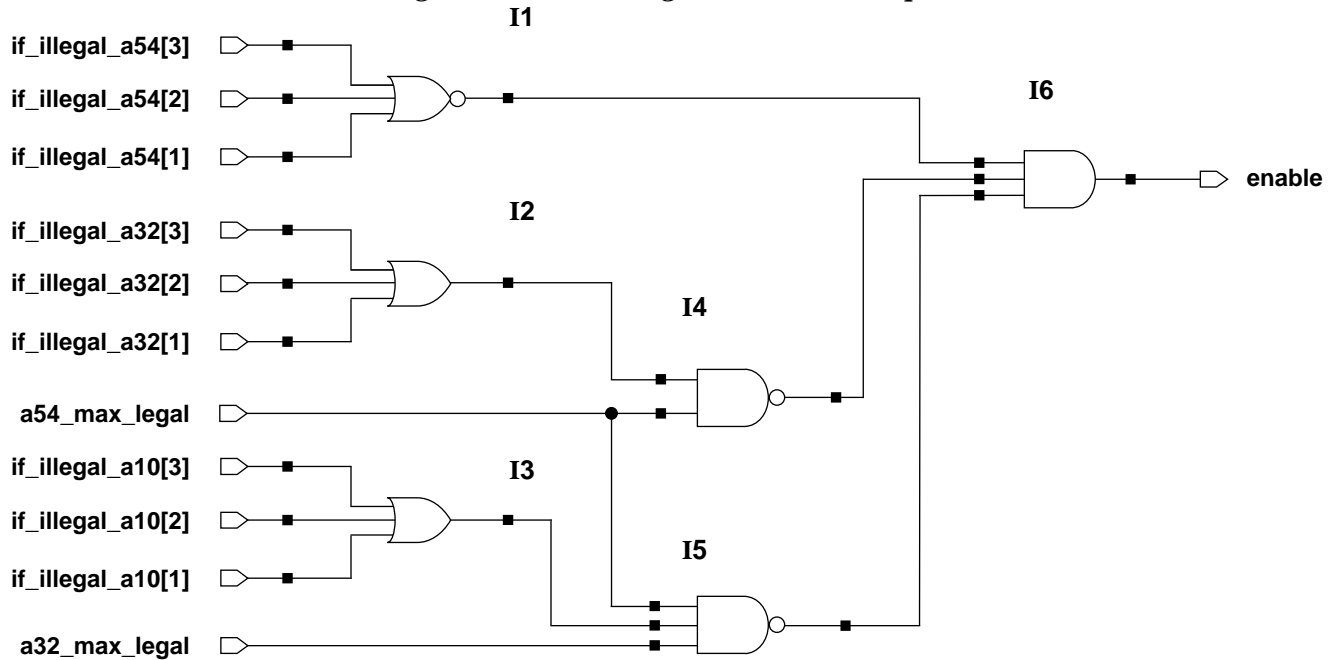 I1
if_illegal_a54[3]
if_illegal_a54[2]
I6
if_illegal_a54[1]
enable
I2
if_illegal_a32[3]
if_illegal_a32[2]
I4
if_illegal_a32[1]
a54_max_legal
if_illegal_a10[3]
I3
if_illegal_a10[2]
I5
if_illegal_a10[1]
a32_max_legal